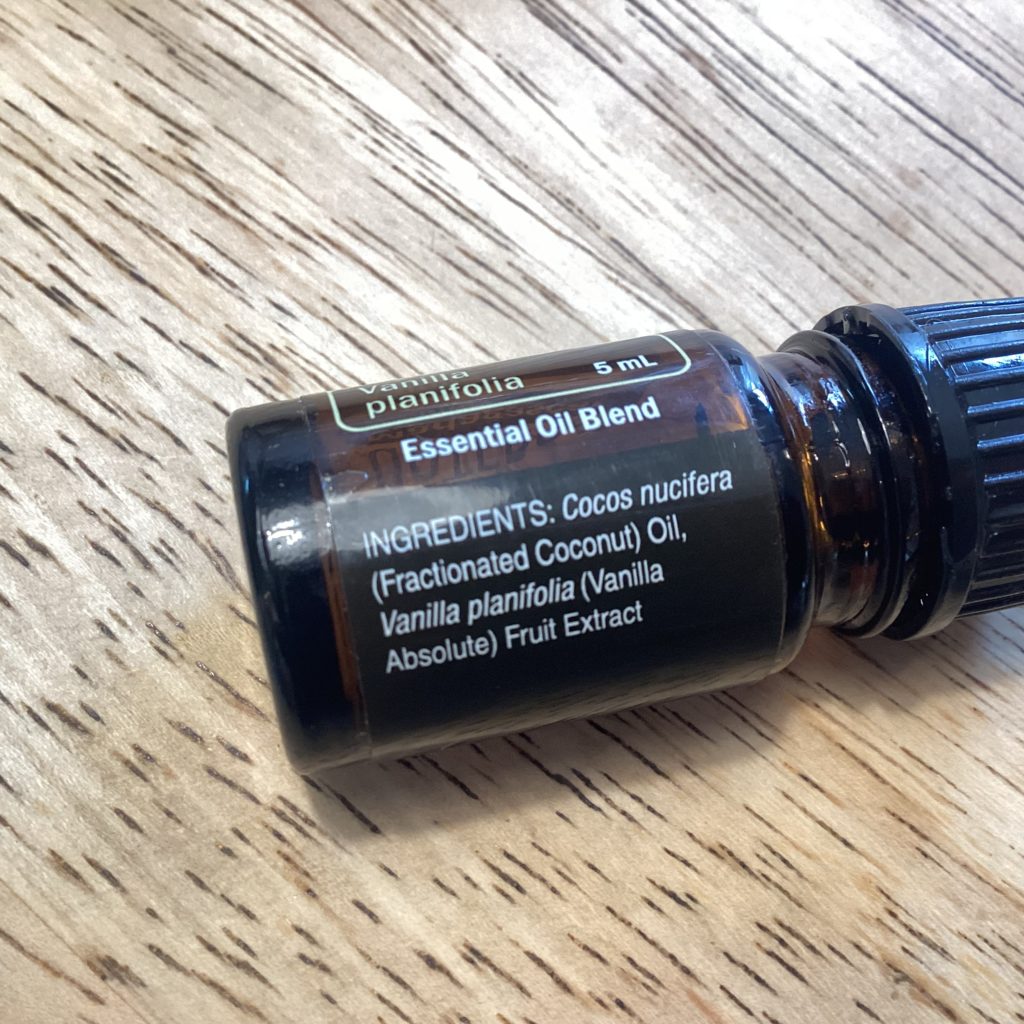 Vanilla
planifolia 5 mL
Essential Oil Blend
INGREDIENTS: Cocos nucifera
(Fractionated Coconut) Oil,
Vanilla planifolia (Vanilla
Absolute) Fruit Extract